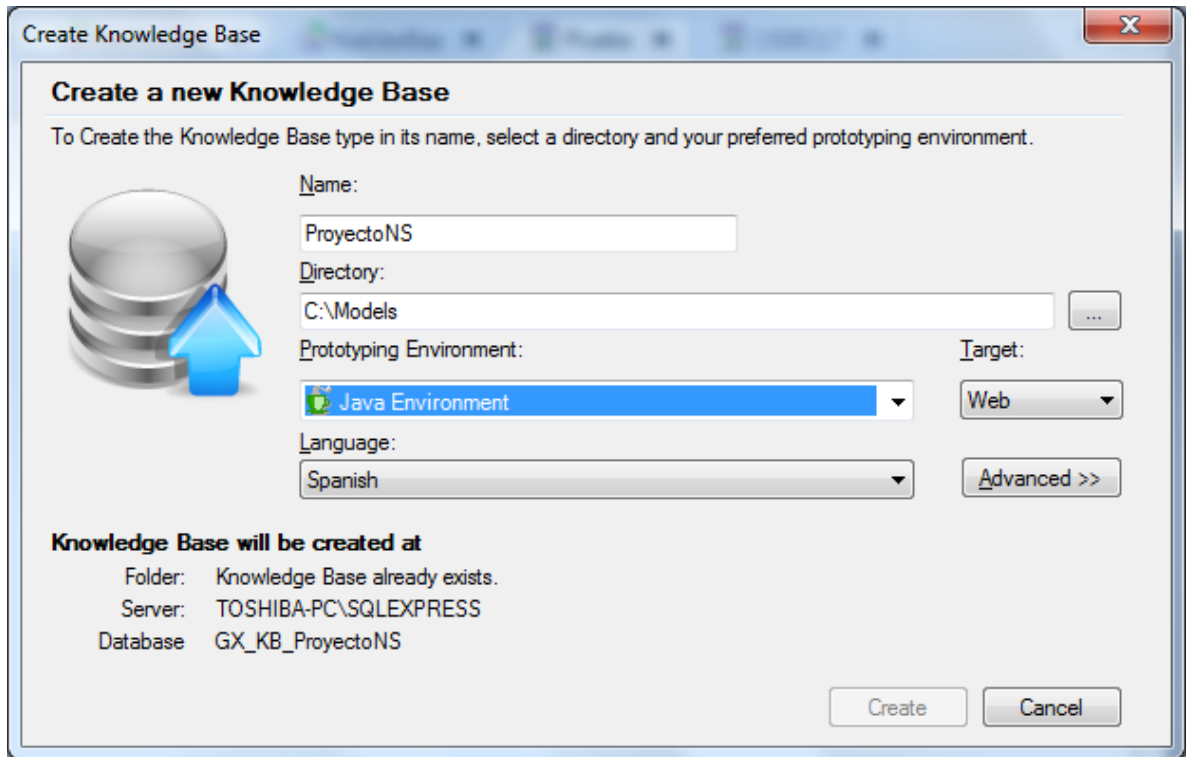 Create Knowledge Base
Create a new Knowledge Base
To Create the Knowledge Base type in its name, select a directory and your preferred prototyping environment.
Name:
ProyectoNS
Directory:
C:\Models
...
Prototyping Environment:
Target:
Java Environment
Web
Language:
Spanish
Advanced >>
Knowledge Base will be created at
Folder: Knowledge Base already exists.
Server: TOSHIBA-PC\SQLEXPRESS
Database GX_KB_ProyectoNS
Create Cancel